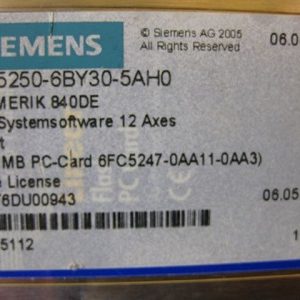 SIEMENS
© Siemens AG 2005
All Rights Reserved
06.0
5250-6BY30-5AH0
MERIK 840DE
Systemsoftware 12 Axes
t
MB PC-Card 6FC5247-0AA11-0AA3)
e License
06.05
6DU00943
5112
1